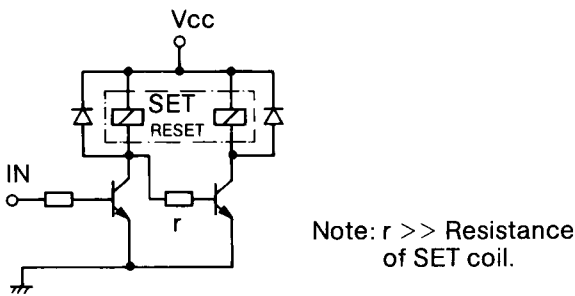 Vcc
SET
RESET
IN
r
Note: r >> Resistance
of SET coil.